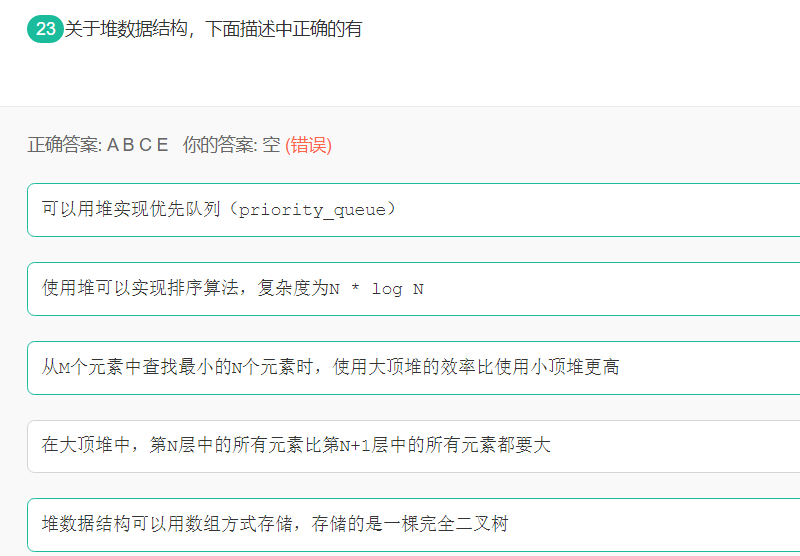 23 关于堆数据结构，下面描述中正确的有
正确答案: A B C E 你的答案: 空 (错误)
可以用堆实现优先队列（priority_queue）
使用堆可以实现排序算法，复杂度为N * log N
从M个元素中查找最小的N个元素时，使用大顶堆的效率比使用小顶堆更高
在大顶堆中，第N层中的所有元素比第N+1层中的所有元素都要大
堆数据结构可以用数组方式存储，存储的是一棵完全二叉树